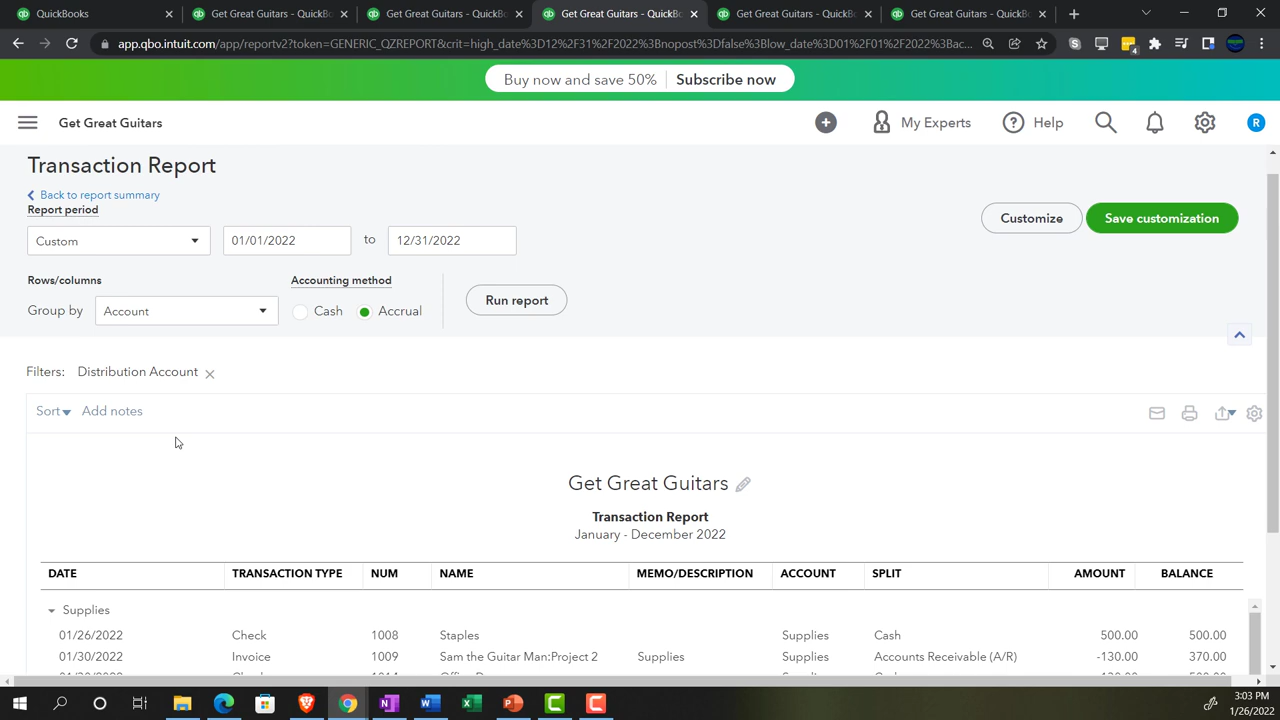 QuickBooks
Get Great Guitars - QuickBo
Get Great Guitars - QuickBo
Get Great Guitars - QuickBo
Get Great Guitars - QuickBo
Get Great Guitars - QuickBo
app.qbo.intuit.com/app/reportv2?token=GENERIC_QZREPORT&crit=high_date%3D12%2F31%2F2022%3Bnopost%3Dfalse%3Blow_date%3D01%2F01%2F2022%3Bac...
4
Buy now and save 50% Subscribe now
Get Great Guitars
My Experts
Help
R
Transaction Report
Back to report summary
Report period
Custom
01/01/2022
to
12/31/2022
Customize
Save customization
Rows/columns
Accounting method
Group by
Account
Cash
Accrual
Run report
Filters: Distribution Account
Sort
Add notes
Get Great Guitars
Transaction Report
January - December 2022
DATE TRANSACTION TYPE NUM NAME MEMO/DESCRIPTION ACCOUNT SPLIT AMOUNT BALANCE
Supplies
01/26/2022 Check 1008 Staples Supplies Cash 500.00 500.00
01/30/2022 Invoice 1009 Sam the Guitar Man:Project 2 Supplies Supplies Accounts Receivable (A/R) -130.00 370.00
3:03 PM
1/26/2022